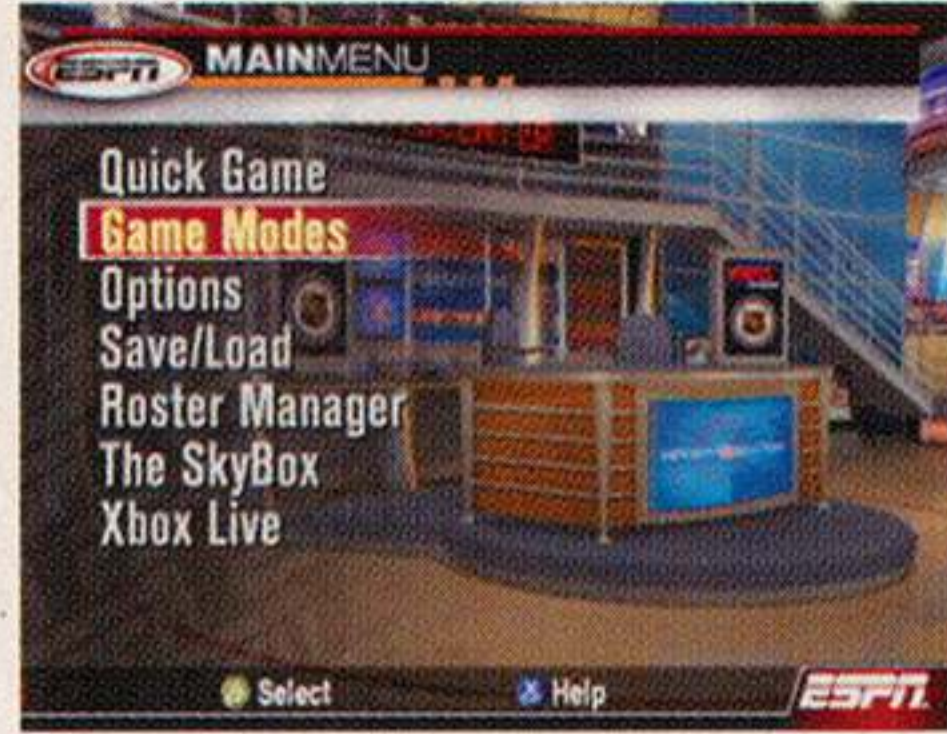 ESPN MAINMENU
Quick Game
Game Modes
Options
Save/Load
Roster Manager
The SkyBox
Xbox Live
A Select X Help ESPN